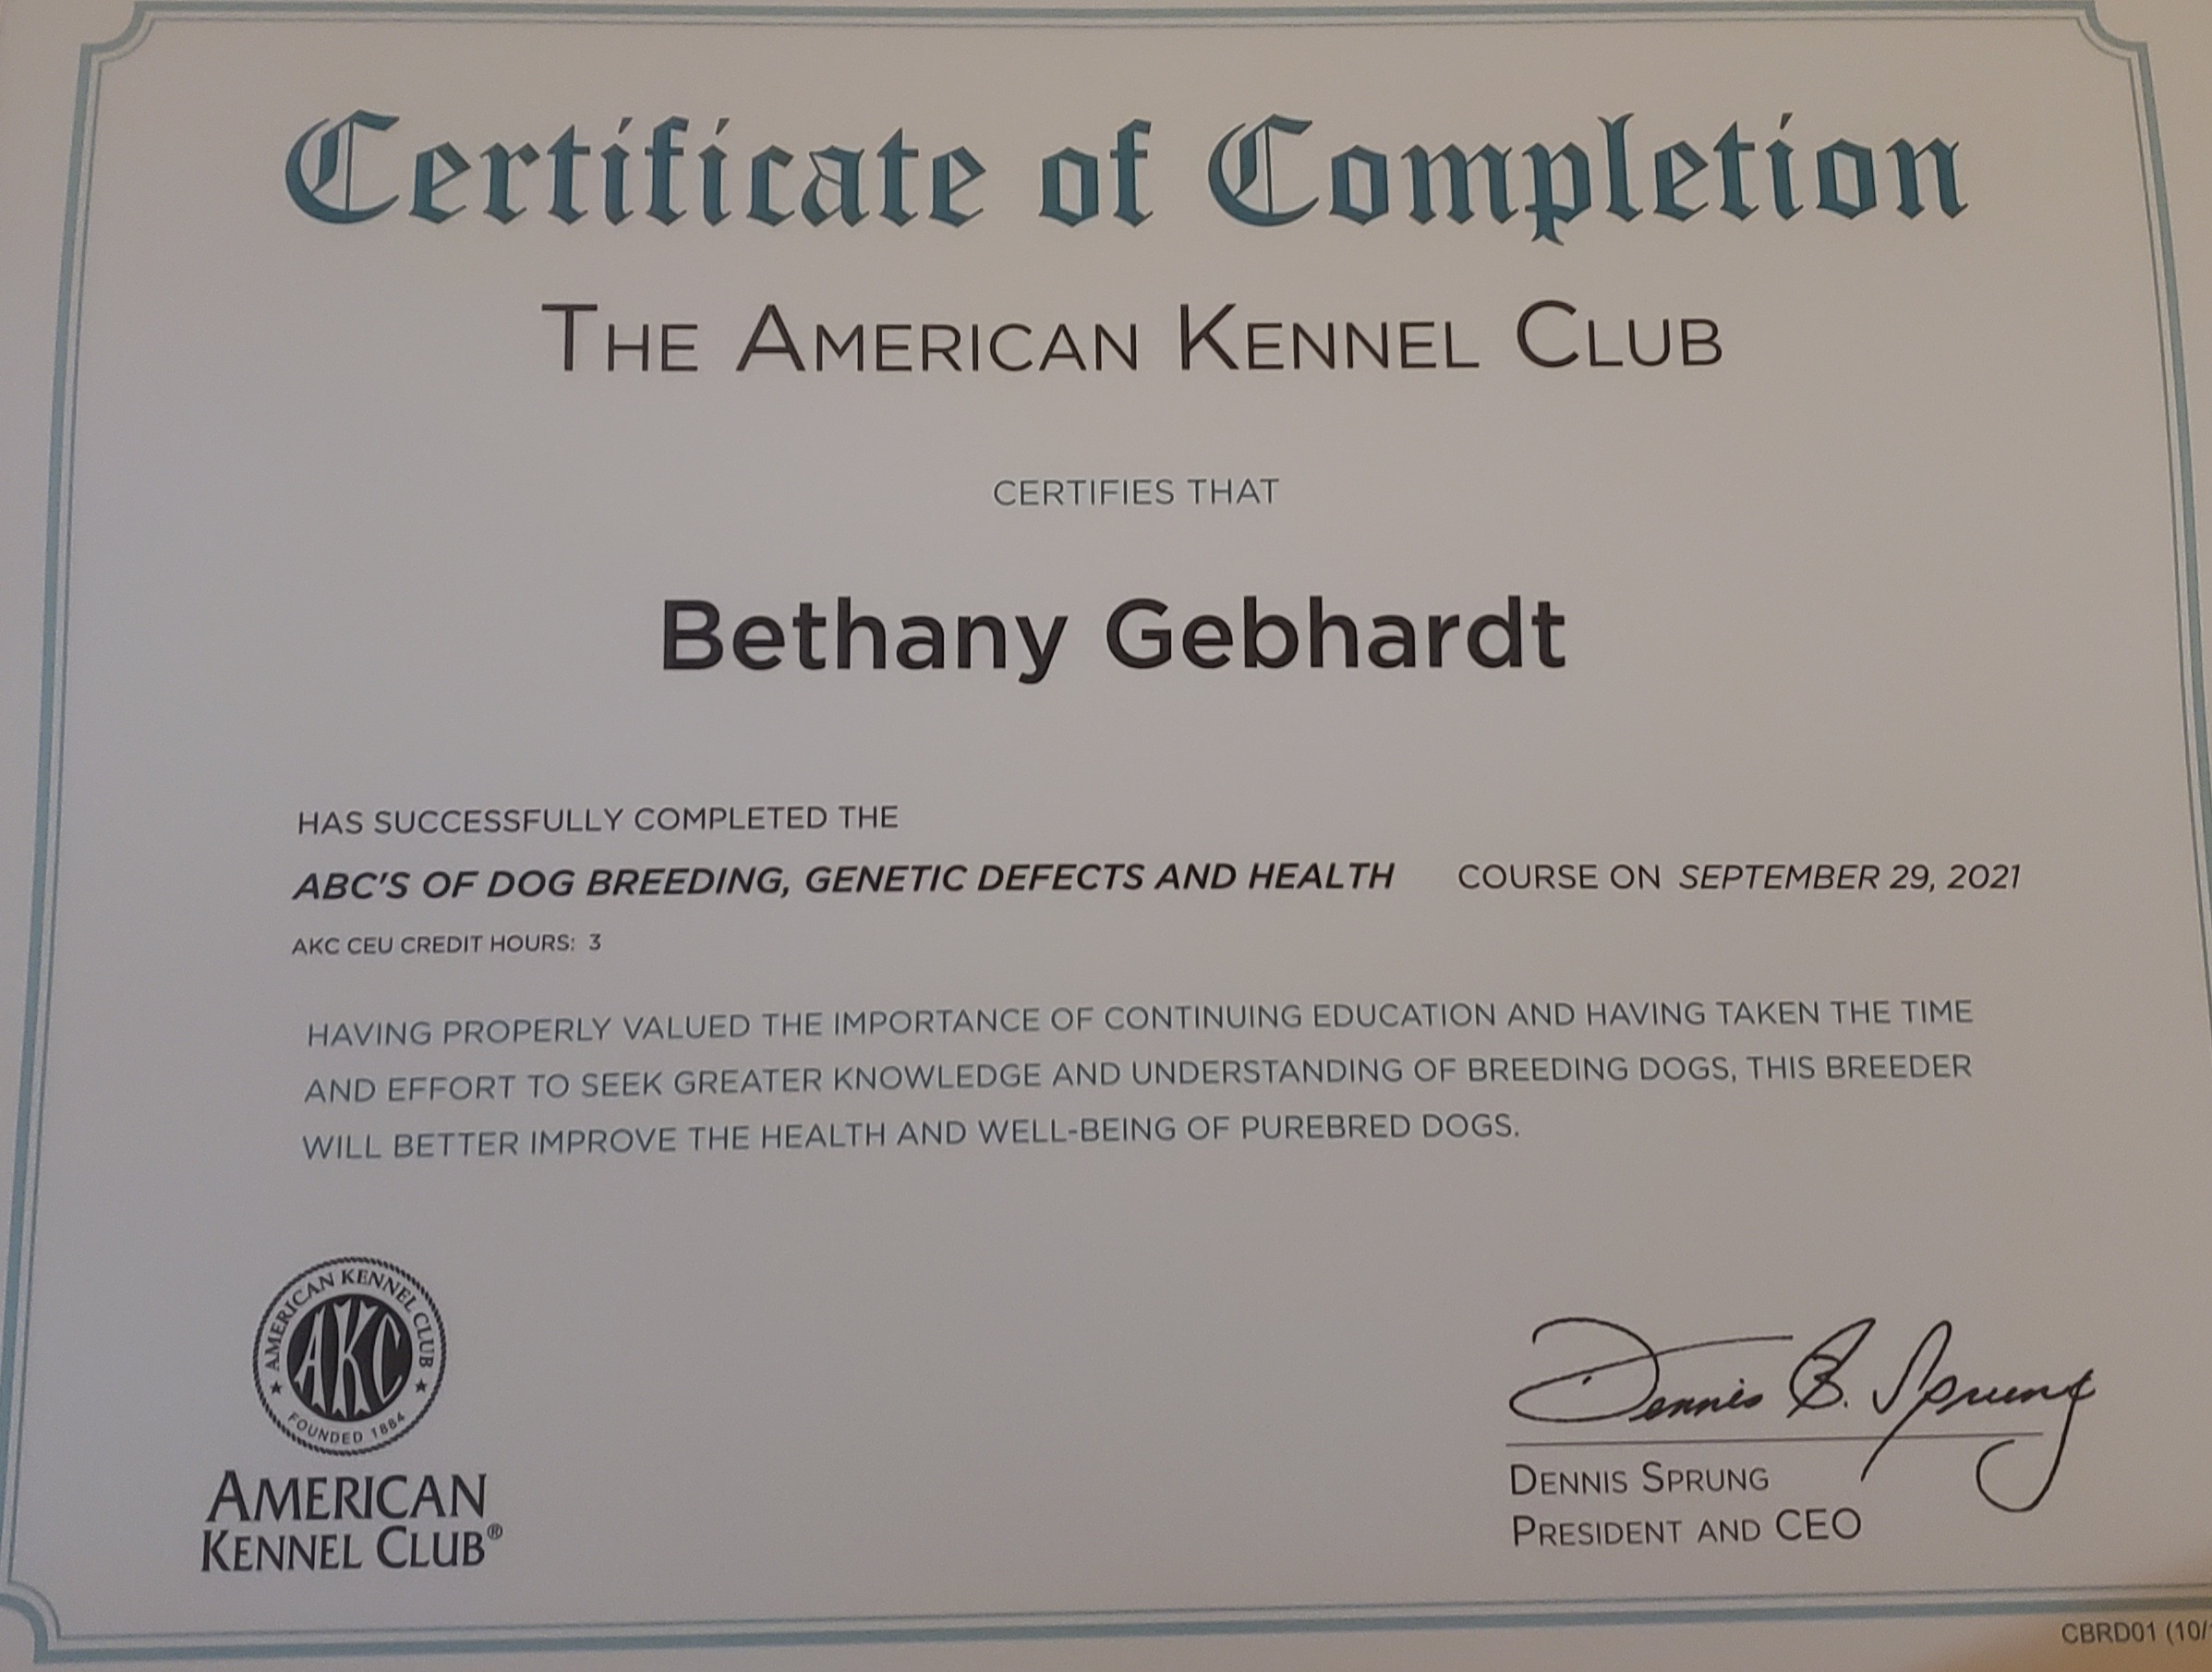 Certificate of Completion
THE AMERICAN KENNEL CLUB
CERTIFIES THAT
Bethany Gebhardt
HAS SUCCESSFULLY COMPLETED THE
ABC'S OF DOG BREEDING, GENETIC DEFECTS AND HEALTH COURSE ON SEPTEMBER 29, 2021
AKC CEU CREDIT HOURS: 3
HAVING PROPERLY VALUED THE IMPORTANCE OF CONTINUING EDUCATION AND HAVING TAKEN THE TIME
AND EFFORT TO SEEK GREATER KNOWLEDGE AND UNDERSTANDING OF BREEDING DOGS, THIS BREEDER
WILL BETTER IMPROVE THE HEALTH AND WELL-BEING OF PUREBRED DOGS.
AMERICAN KENNEL CLUB
AKC
FOUNDED 1884
AMERICAN
KENNEL CLUB®
Dennis B. Sprung
DENNIS SPRUNG
PRESIDENT AND CEO
CBRD01 (10/